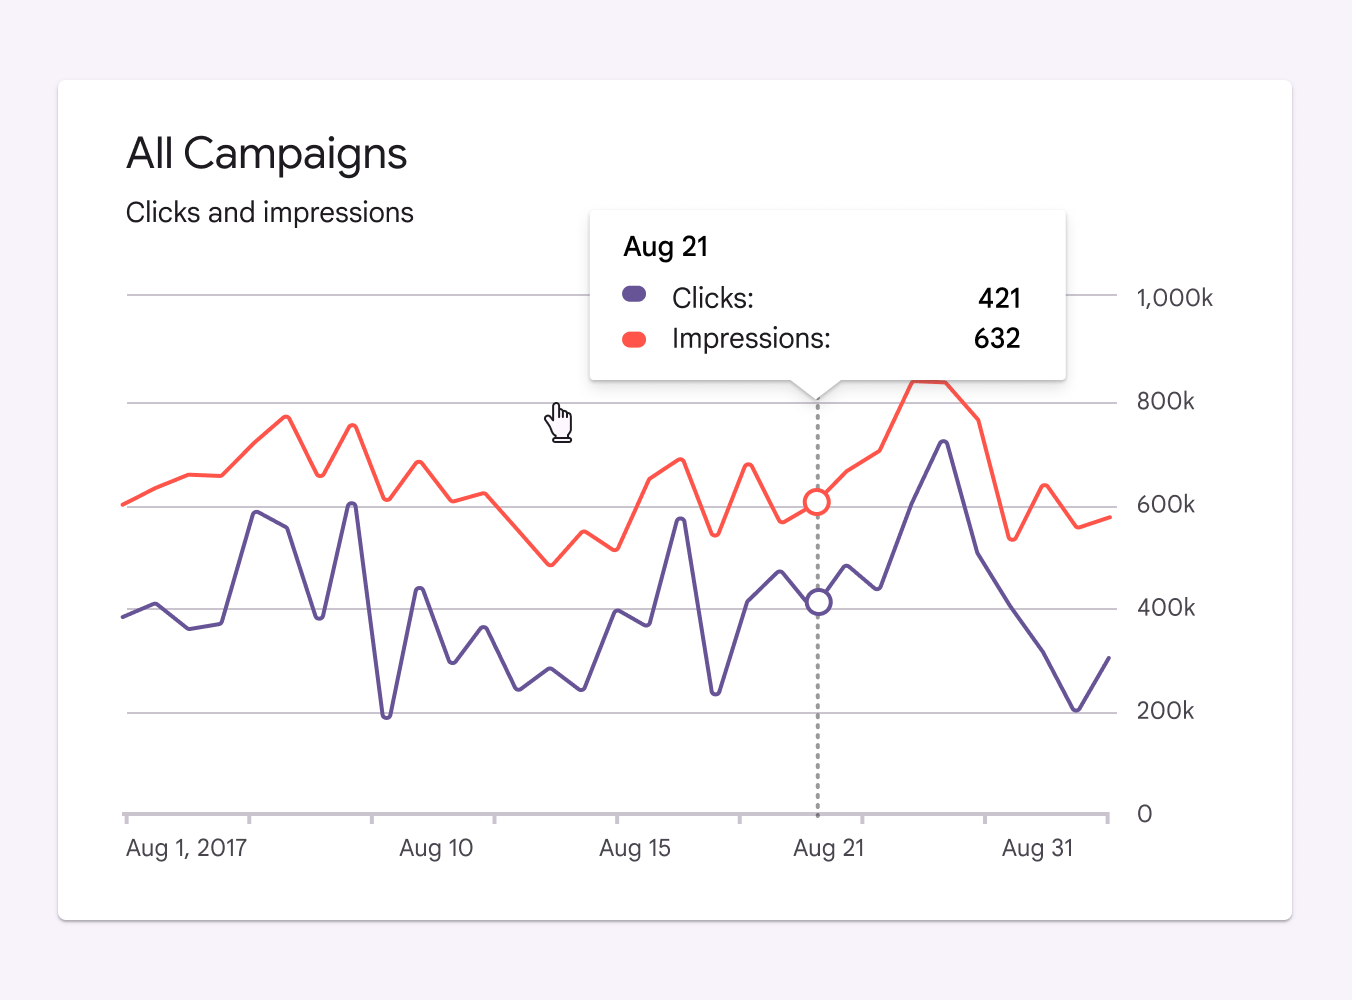 All Campaigns
Clicks and impressions
Aug 21
Clicks: 421
Impressions: 632
1,000k
800k
600k
400k
200k
0
Aug 1, 2017 Aug 10 Aug 15 Aug 21 Aug 31